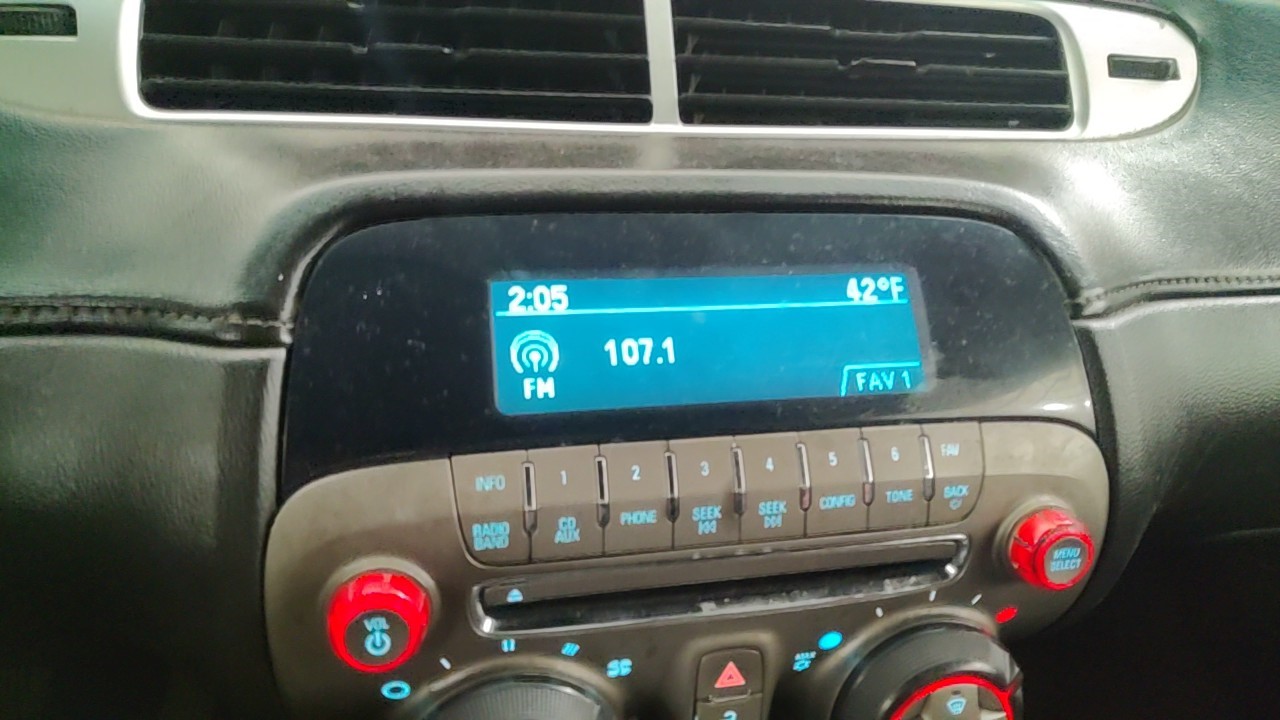 2:05 42°F
107.1
FM FAV 1
INFO 1 2 3 4 5 6 FAV
RADIO BAND CD AUX PHONE SEEK SEEK CONFIG TONE BACK
VOL
MENU SELECT